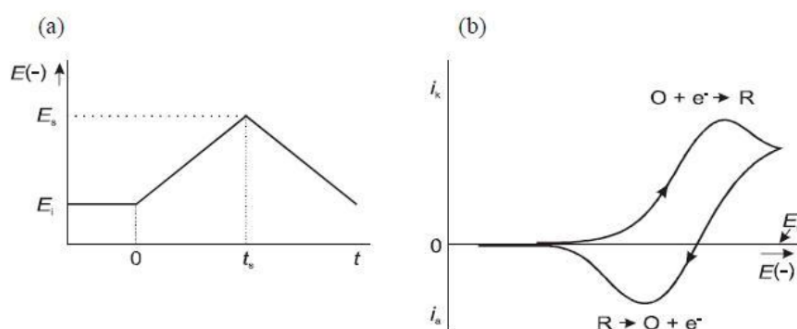 (a)
E(−)
Eₛ
Eᵢ
0
tₛ
t
(b)
iₖ
O + e⁻ → R
0
E
E(−)
iₐ
R → O + e⁻